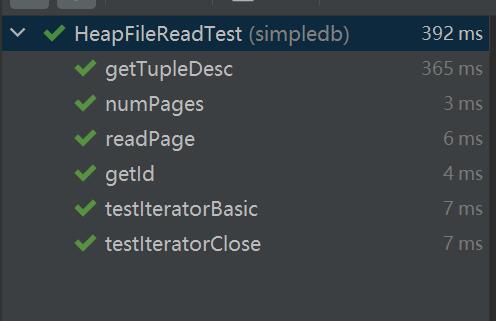 HeapFileReadTest (simpledb) 392 ms
getTupleDesc 365 ms
numPages 3 ms
readPage 6 ms
getId 4 ms
testIteratorBasic 7 ms
testIteratorClose 7 ms